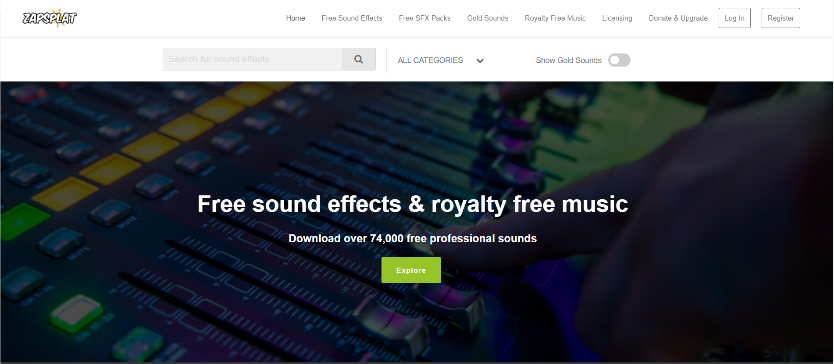 ZAPSPLAT
Home Free Sound Effects Free SFX Packs Gold Sounds Royalty Free Music Licensing Donate & Upgrade Log In Register
Search for sound effects ALL CATEGORIES Show Gold Sounds
Free sound effects & royalty free music
Download over 74,000 free professional sounds
Explore